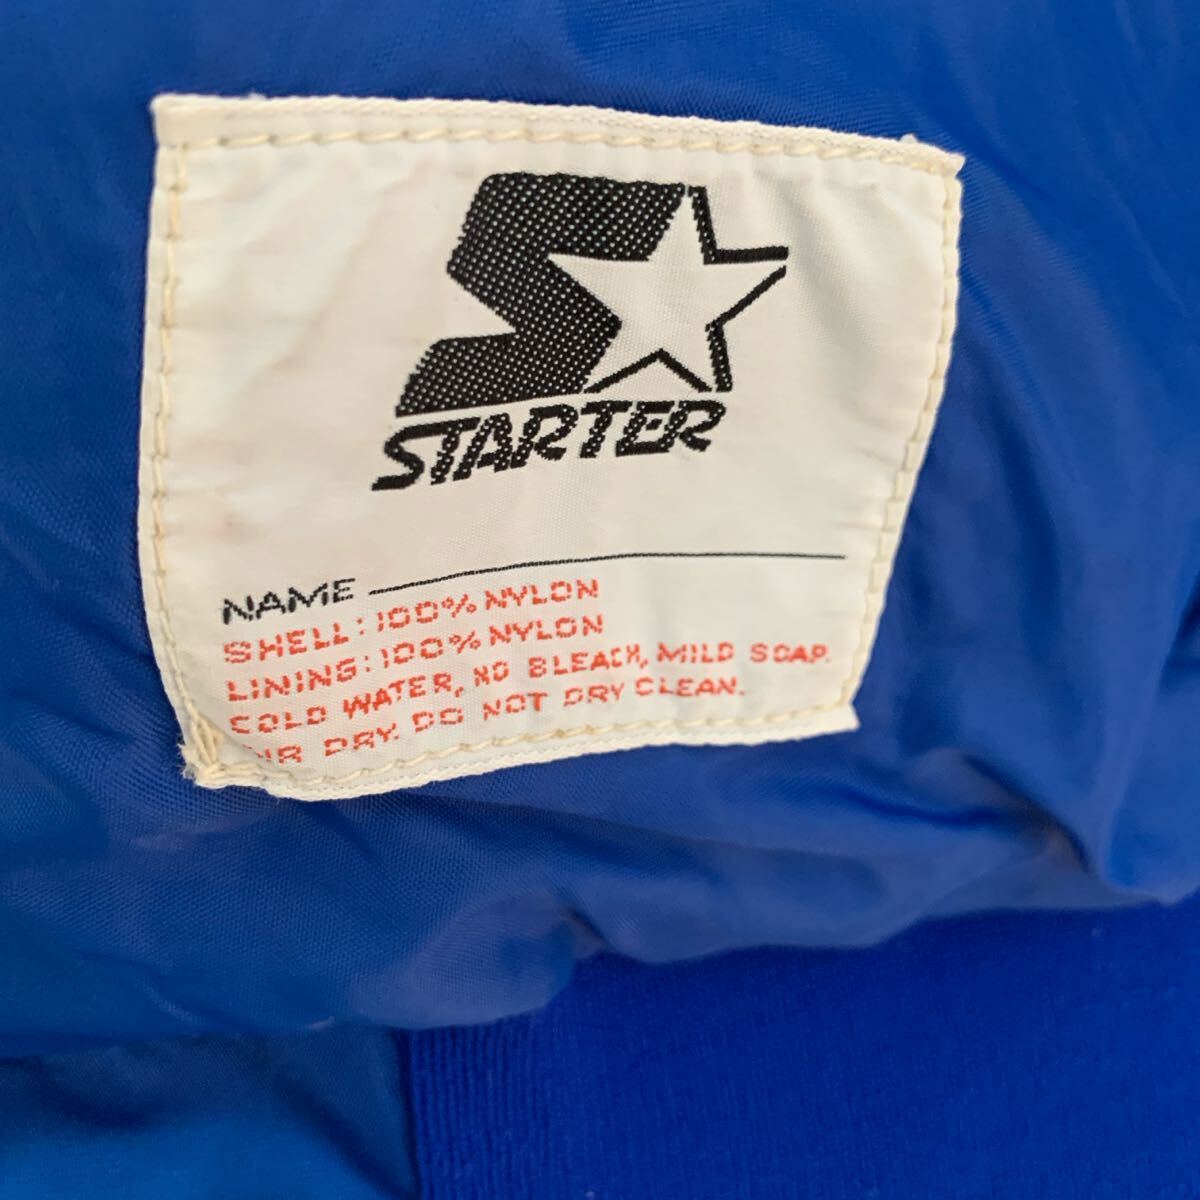 STARTER
NAME
SHELL: 100% NYLON
LINING: 100% NYLON
COLD WATER, NO BLEACH, MILD SOAP.
AIR DRY. DO NOT DRY CLEAN.